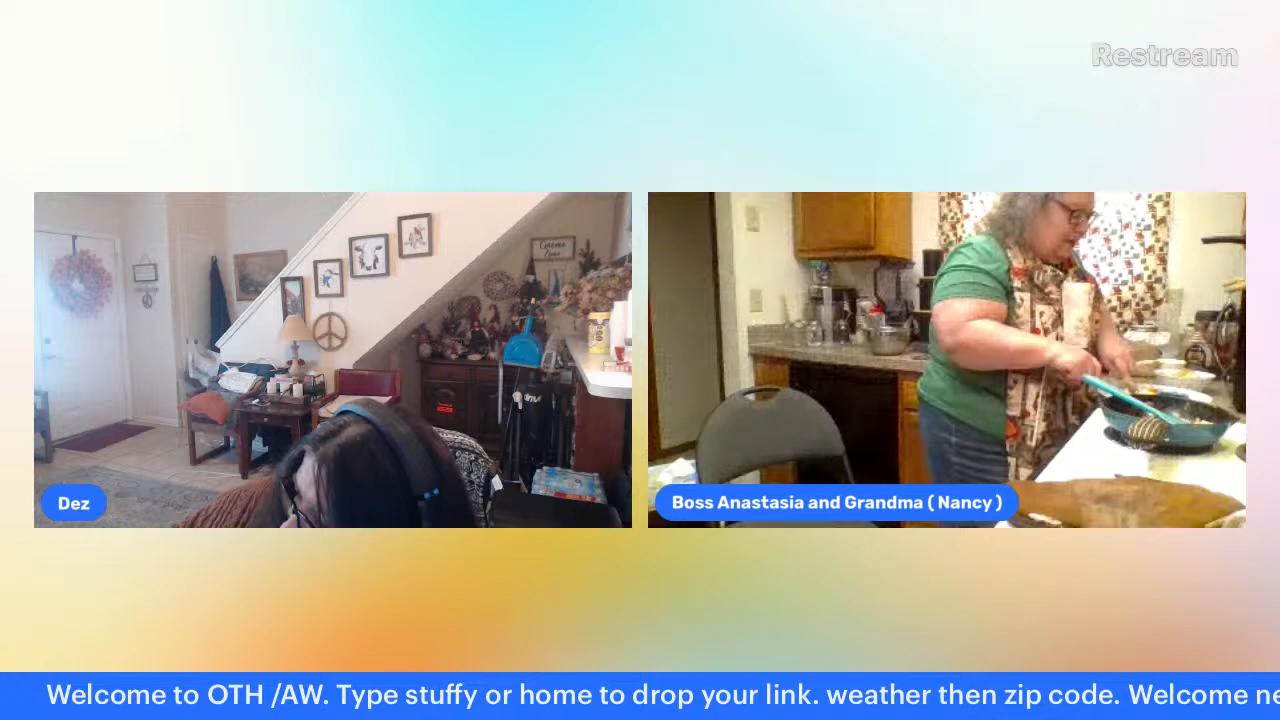 Restream
Gnome
Dez
Boss Anastasia and Grandma ( Nancy )
Welcome to OTH /AW. Type stuffy or home to drop your link. weather then zip code. Welcome ne